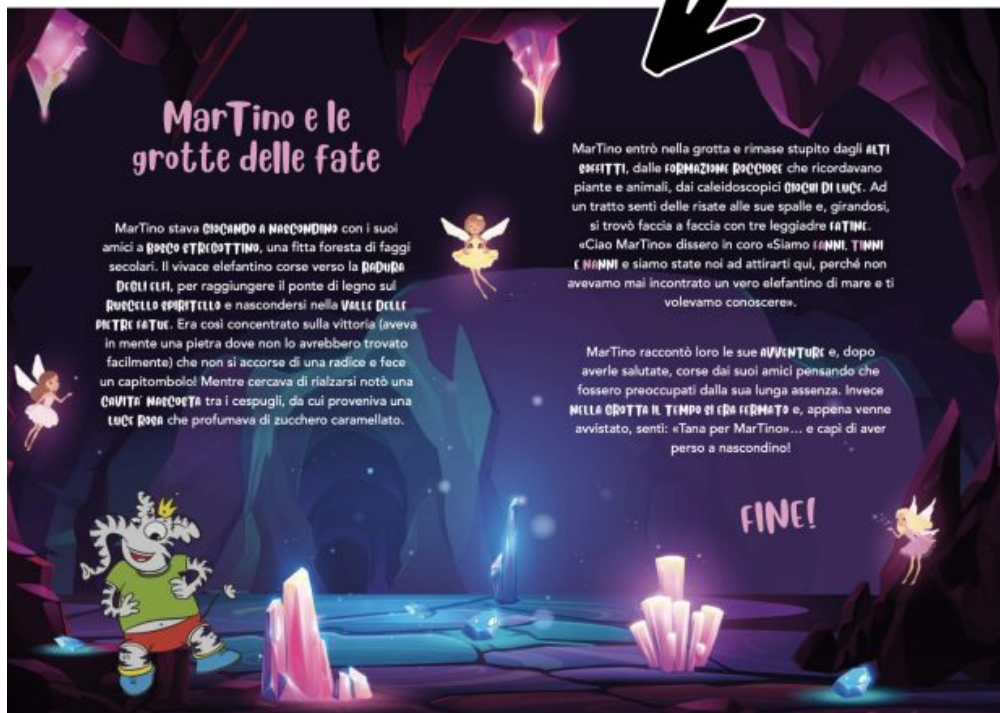 MarTino e le
grotte delle fate
MarTino stava GIOCANDO A NASCONDINO con i suoi
amici a BOSCO STREGOTTINO, una fitta foresta di faggi
secolari. Il vivace elefantino corse verso la RADURA
DEGLI ELFI, per raggiungere il ponte di legno sul
RUSCELLO SPIRITELLO e nascondersi nella VALLE DELLE
PIETRE FATUE. Era così concentrato sulla vittoria (aveva
in mente una pietra dove non lo avrebbero trovato
facilmente) che non si accorse di una radice e fece
un capitombolo! Mentre cercava di rialzarsi notò una
CAVITA' NASCOSTA tra i cespugli, da cui proveniva una
LUCE ROSA che profumava di zucchero caramellato.
MarTino entrò nella grotta e rimase stupito dagli ALTI
SOFFITTI, dalle FORMAZIONE ROCCIOSE che ricordavano
piante e animali, dai caleidoscopici GIOCHI DI LUCE. Ad
un tratto sentì delle risate alle sue spalle e, girandosi,
si trovò faccia a faccia con tre leggiadre FATINE.
«Ciao MarTino» dissero in coro «Siamo FANNI, TINNI
E NANNI e siamo state noi ad attirarti qui, perché non
avevamo mai incontrato un vero elefantino di mare e ti
volevamo conoscere».
MarTino raccontò loro le sue AVVENTURE e, dopo
averle salutate, corse dai suoi amici pensando che
fossero preoccupati dalla sua lunga assenza. Invece
NELLA GROTTA IL TEMPO SI ERA FERMATO e, appena venne
avvistato, sentì: «Tana per MarTino»... e capì di aver
perso a nascondino!
FINE!